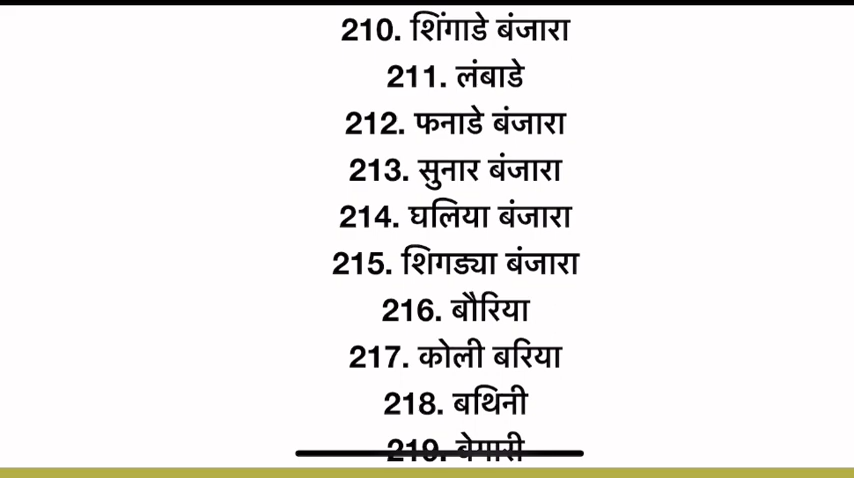 210. शिंगाडे बंजारा
211. लंबाडे
212. फनाडे बंजारा
213. सुनार बंजारा
214. घलिया बंजारा
215. शिगड्या बंजारा
216. बौरिया
217. कोली बरिया
218. बथिनी
219. बेगारी